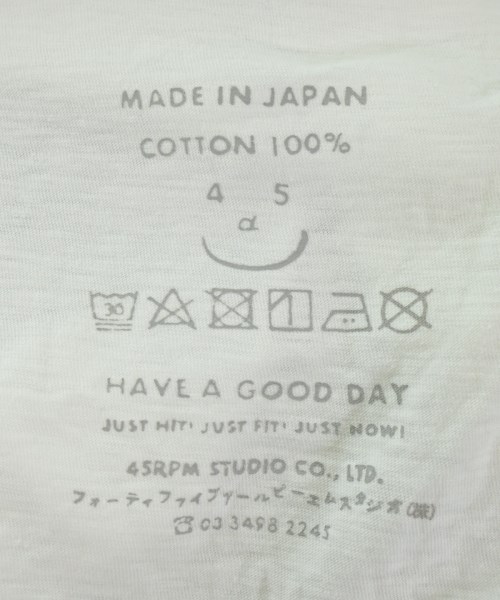 MADE IN JAPAN
COTTON 100%
4 5
d
30
HAVE A GOOD DAY
JUST HIT! JUST FIT! JUST NOW!
45RPM STUDIO CO., LTD.
フォーティファイブアールピーエムスタジオ(株)
☎ 03 3498 2245